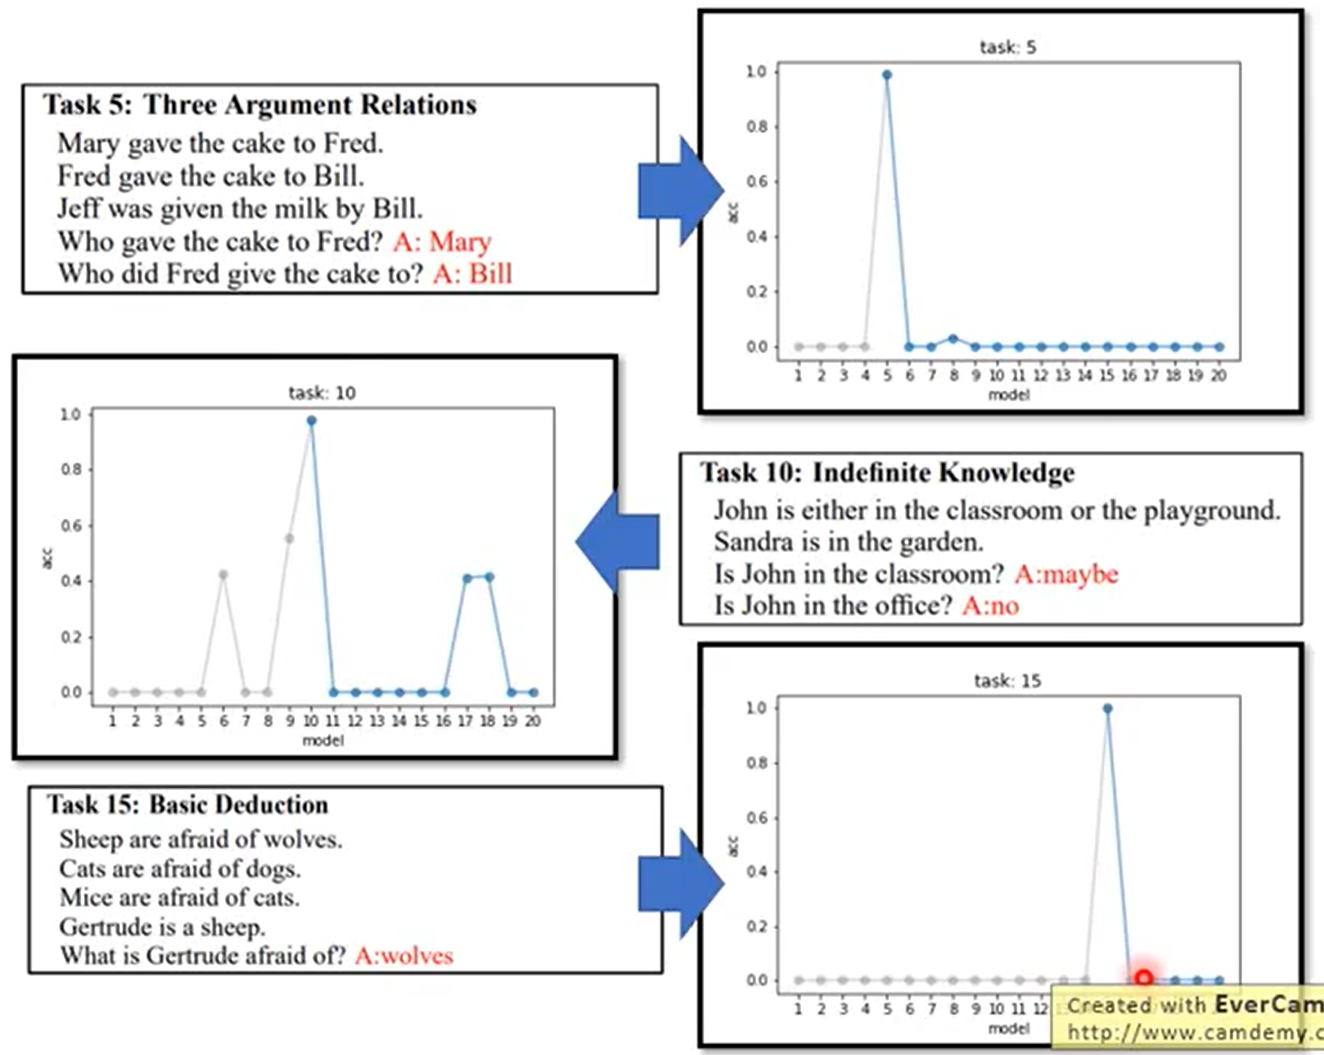 task: 5
1.0
0.8
0.6
0.4
0.2
0.0
acc
1 2 3 4 5 6 7 8 9 10 11 12 13 14 15 16 17 18 19 20
model
Task 5: Three Argument Relations
Mary gave the cake to Fred.
Fred gave the cake to Bill.
Jeff was given the milk by Bill.
Who gave the cake to Fred? A: Mary
Who did Fred give the cake to? A: Bill
task: 10
1.0
0.8
0.6
0.4
0.2
0.0
acc
1 2 3 4 5 6 7 8 9 10 11 12 13 14 15 16 17 18 19 20
model
Task 10: Indefinite Knowledge
John is either in the classroom or the playground.
Sandra is in the garden.
Is John in the classroom? A:maybe
Is John in the office? A:no
task: 15
1.0
0.8
0.6
0.4
0.2
0.0
acc
1 2 3 4 5 6 7 8 9 10 11 12
model
Task 15: Basic Deduction
Sheep are afraid of wolves.
Cats are afraid of dogs.
Mice are afraid of cats.
Gertrude is a sheep.
What is Gertrude afraid of? A:wolves
Created with EverCam
http://www.camdemy.c